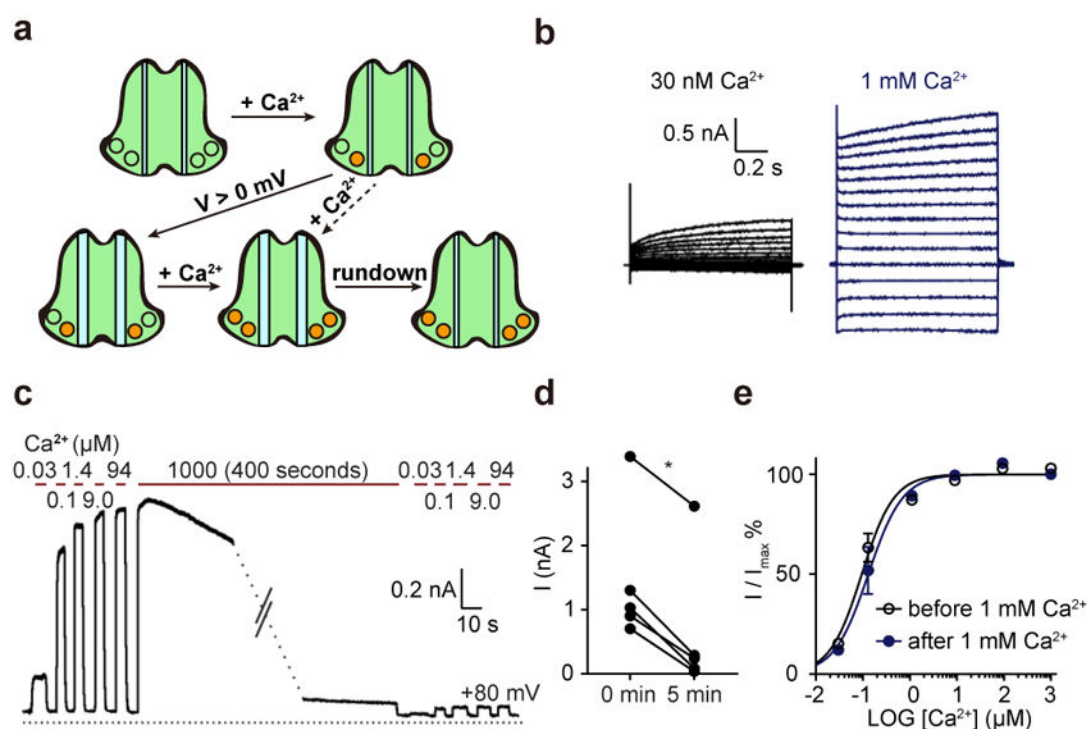 a
+ Ca²⁺
V > 0 mV
+ Ca²⁺
+ Ca²⁺
rundown
b
30 nM Ca²⁺
1 mM Ca²⁺
0.5 nA
0.2 s
c
Ca²⁺ (µM)
0.03 1.4 94 1000 (400 seconds) 0.03 1.4 94
0.1 9.0 0.1 9.0
0.2 nA
10 s
+80 mV
d
*
3
2
1
0
I (nA)
0 min 5 min
e
100
50
0
I / Imax %
before 1 mM Ca²⁺
after 1 mM Ca²⁺
-2 -1 0 1 2 3
LOG [Ca²⁺] (µM)